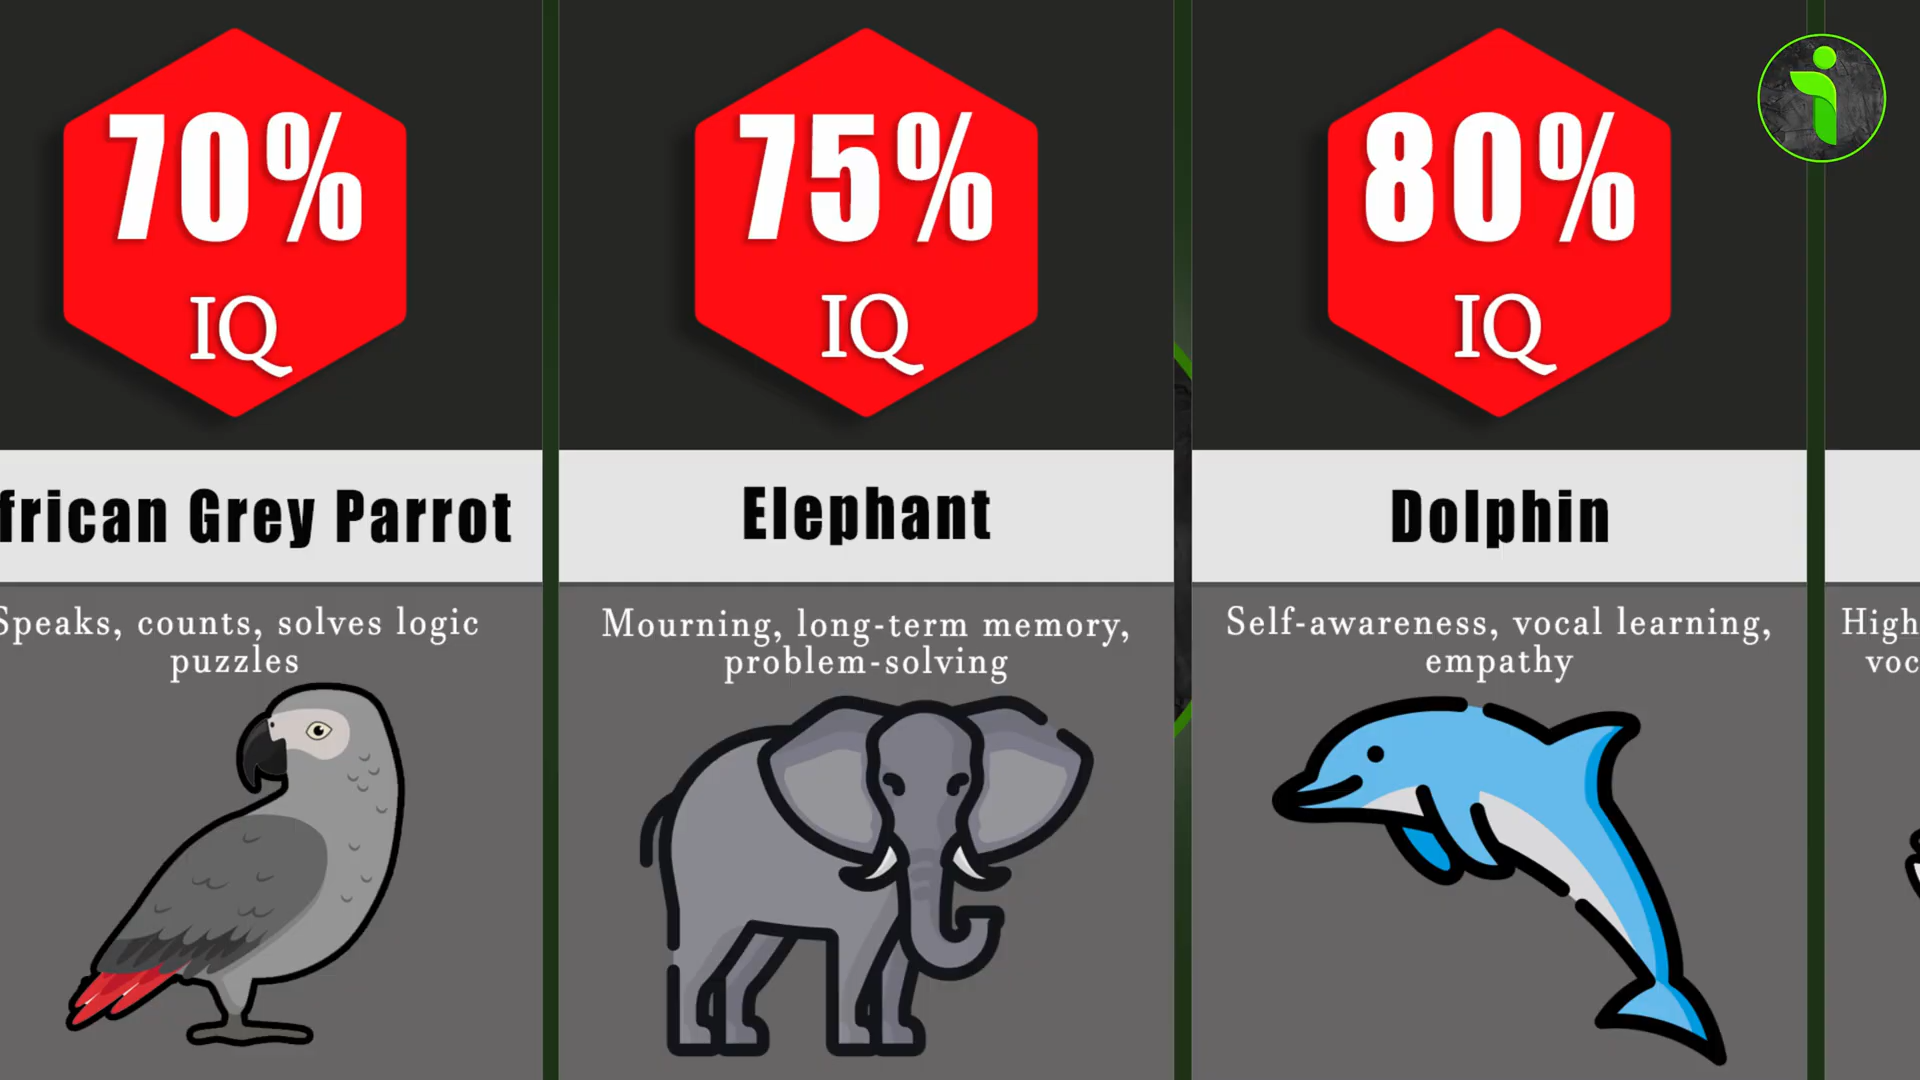 70%
IQ
frican Grey Parrot
Speaks, counts, solves logic
puzzles
75%
IQ
Elephant
Mourning, long-term memory,
problem-solving
80%
IQ
Dolphin
Self-awareness, vocal learning,
empathy
High
voc